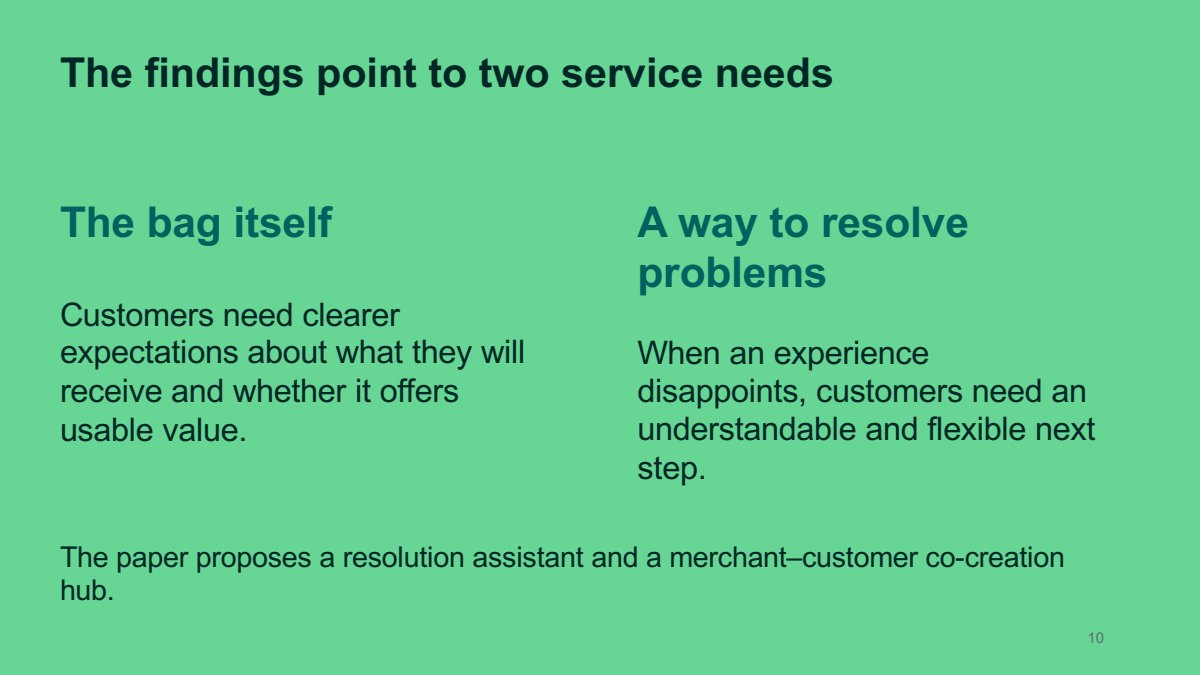 The findings point to two service needs
The bag itself
Customers need clearer
expectations about what they will
receive and whether it offers
usable value.
A way to resolve
problems
When an experience
disappoints, customers need an
understandable and flexible next
step.
The paper proposes a resolution assistant and a merchant–customer co-creation
hub.
10